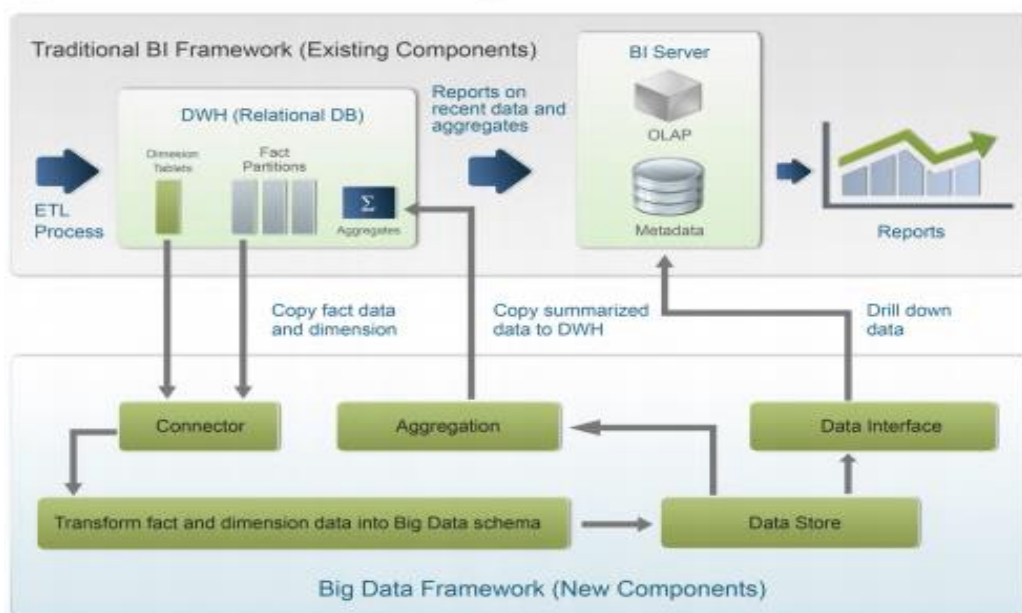 Traditional BI Framework (Existing Components)
BI Server
DWH (Relational DB)
Reports on
recent data and
aggregates
Dimesion
Tablets
Fact
Partitions
OLAP
Σ
ETL
Process
Aggregates
Metadata
Reports
Copy fact data
and dimension
Copy summarized
data to DWH
Drill down
data
Connector
Aggregation
Data Interface
Transform fact and dimension data into Big Data schema
Data Store
Big Data Framework (New Components)